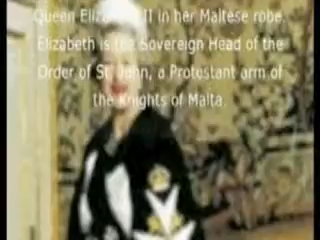 Queen Elizabeth II in her Maltese robe.
Elizabeth is the Sovereign Head of the
Order of St. John, a Protestant arm of
the Knights of Malta.